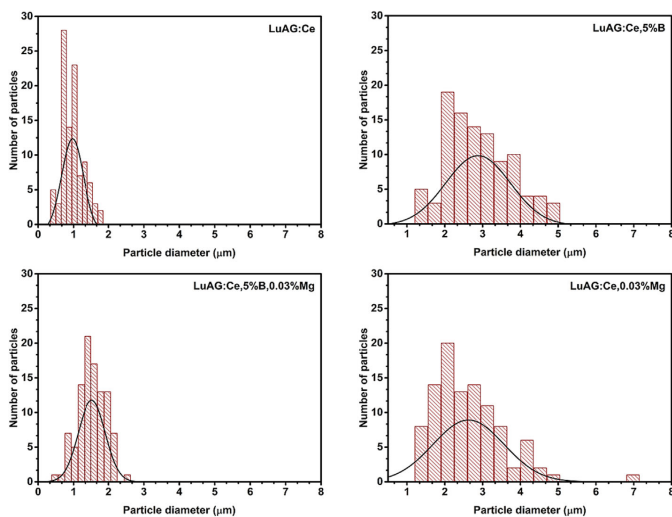 30
LuAG:Ce
25
20
15
10
5
0
Number of particles
0 1 2 3 4 5 6 7 8
Particle diameter (μm)
30
LuAG:Ce,5%B
25
20
15
10
5
0
Number of particles
1 2 3 4 5 6 7 8
Particle diameter (μm)
30
LuAG:Ce,5%B,0.03%Mg
25
20
15
10
5
0
Number of particles
0 1 2 3 4 5 6 7 8
Particle diameter (μm)
30
LuAG:Ce,0.03%Mg
25
20
15
10
5
0
Number of particles
1 2 3 4 5 6 7 8
Particle diameter (μm)